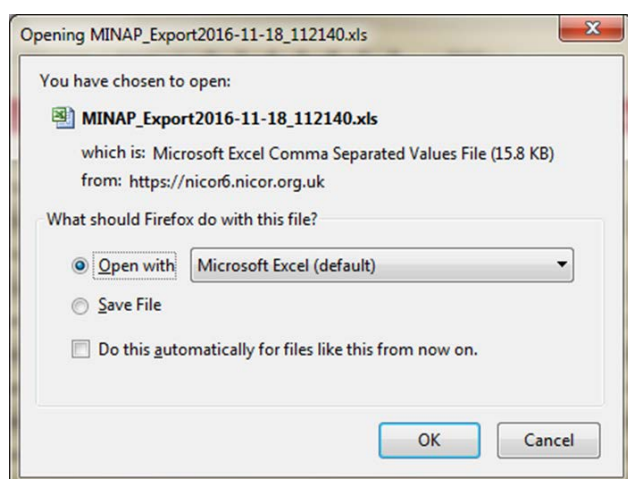 Opening MINAP_Export2016-11-18_112140.xls
You have chosen to open:
MINAP_Export2016-11-18_112140.xls
which is: Microsoft Excel Comma Separated Values File (15.8 KB)
from: https://nicor6.nicor.org.uk
What should Firefox do with this file?
Open with Microsoft Excel (default)
Save File
Do this automatically for files like this from now on.
OK Cancel